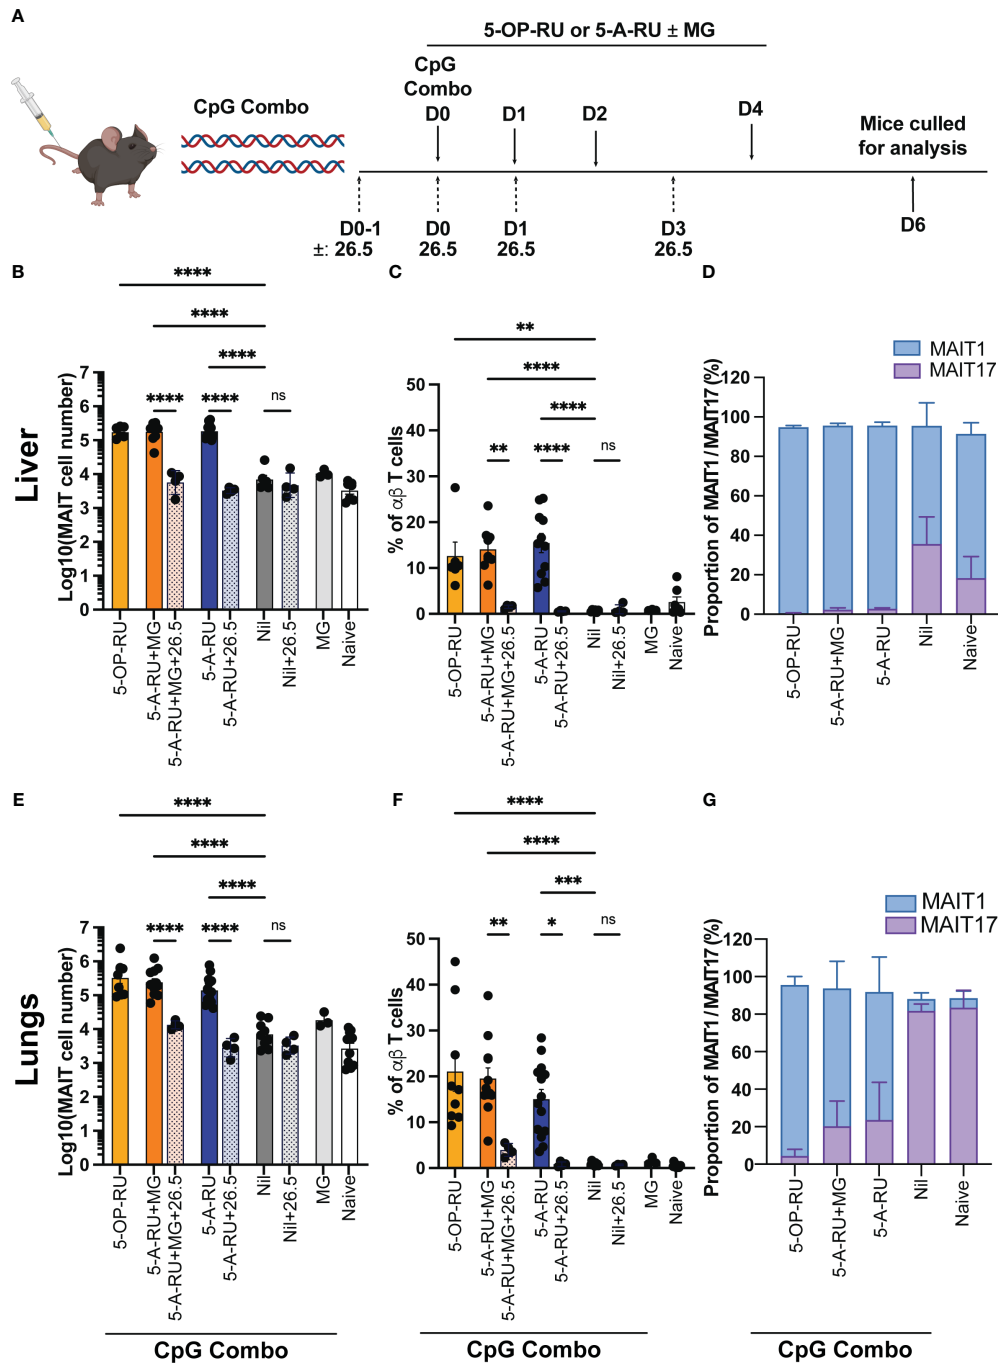 A
5-OP-RU or 5-A-RU ± MG
CpG Combo
CpG
Combo
D0
D1
D2
D4
Mice culled
for analysis
D0-1
D0
D1
D3
D6
±: 26.5
26.5
26.5
26.5
B
****
****
****
**** **** ns
Liver
Log10(MAIT cell number)
7
6
5
4
3
2
1
0
5-OP-RU
5-A-RU+MG
5-A-RU+MG+26.5
5-A-RU
5-A-RU+26.5
Nil
Nil+26.5
MG
Naive
C
**
****
****
** **** ns
% of αβ T cells
50
40
30
20
10
0
5-OP-RU
5-A-RU+MG
5-A-RU+MG+26.5
5-A-RU
5-A-RU+26.5
Nil
Nil+26.5
MG
Naive
D
MAIT1
MAIT17
Proportion of MAIT1/MAIT17(%)
120
100
80
60
40
20
0
5-OP-RU
5-A-RU+MG
5-A-RU
Nil
Naive
E
****
****
****
**** **** ns
Lungs
Log10(MAIT cell number)
7
6
5
4
3
2
1
0
5-OP-RU
5-A-RU+MG
5-A-RU+MG+26.5
5-A-RU
5-A-RU+26.5
Nil
Nil+26.5
MG
Naive
CpG Combo
F
****
****
***
** * ns
% of αβ T cells
50
40
30
20
10
0
5-OP-RU
5-A-RU+MG
5-A-RU+MG+26.5
5-A-RU
5-A-RU+26.5
Nil
Nil+26.5
MG
Naive
CpG Combo
G
MAIT1
MAIT17
Proportion of MAIT1/MAIT17(%)
120
100
80
60
40
20
0
5-OP-RU
5-A-RU+MG
5-A-RU
Nil
Naive
CpG Combo